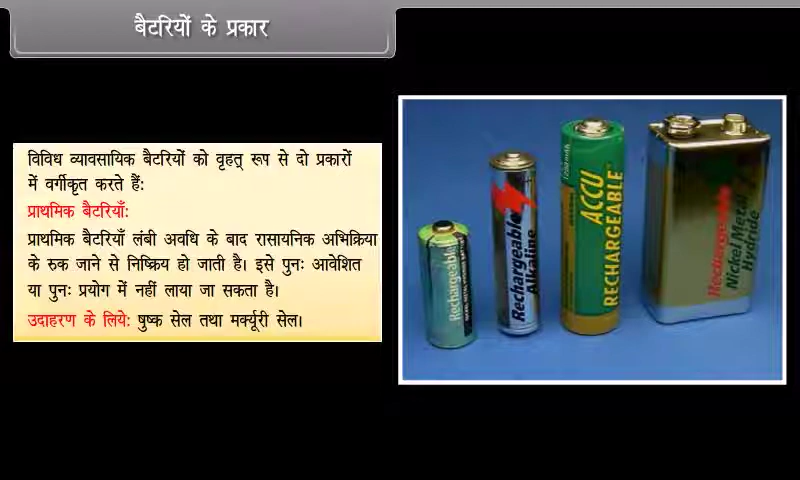 बैटरियों के प्रकार
विविध व्यावसायिक बैटरियों को वृहत् रूप से दो प्रकारों
में वर्गीकृत करते हैं:
प्राथमिक बैटरियाँ:
प्राथमिक बैटरियाँ लंबी अवधि के बाद रासायनिक अभिक्रिया
के रुक जाने से निष्क्रिय हो जाती है। इसे पुनः आवेशित
या पुनः प्रयोग में नहीं लाया जा सकता है।
उदाहरण के लिये: षुष्क सेल तथा मर्क्यूरी सेल।
Rechargeable
Rechargeable
Alkaline
ACCU
RECHARGEABLE
Rechargeable
Nickel Metal
Hydride